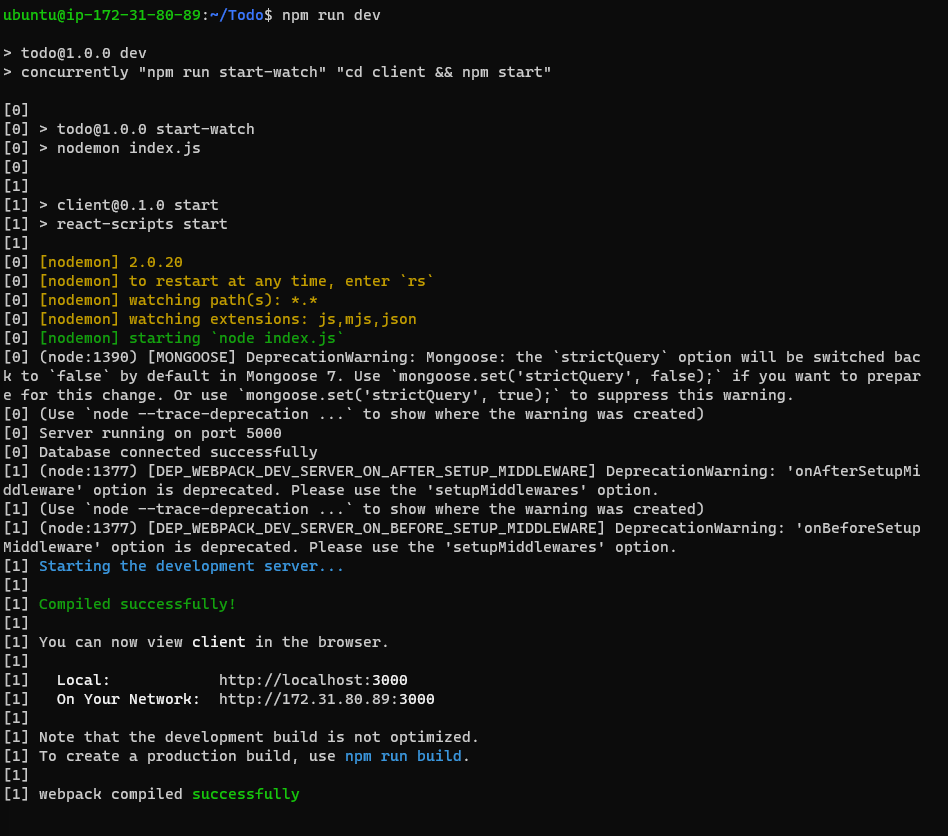 ubuntu@ip-172-31-80-89:~/Todo$ npm run dev

> todo@1.0.0 dev
> concurrently "npm run start-watch" "cd client && npm start"

[0]
[0] > todo@1.0.0 start-watch
[0] > nodemon index.js
[0]
[1]
[1] > client@0.1.0 start
[1] > react-scripts start
[1]
[0] [nodemon] 2.0.20
[0] [nodemon] to restart at any time, enter `rs`
[0] [nodemon] watching path(s): *.*
[0] [nodemon] watching extensions: js,mjs,json
[0] [nodemon] starting `node index.js`
[0] (node:1390) [MONGOOSE] DeprecationWarning: Mongoose: the `strictQuery` option will be switched bac
k to `false` by default in Mongoose 7. Use `mongoose.set('strictQuery', false);` if you want to prepar
e for this change. Or use `mongoose.set('strictQuery', true);` to suppress this warning.
[0] (Use `node --trace-deprecation ...` to show where the warning was created)
[0] Server running on port 5000
[0] Database connected successfully
[1] (node:1377) [DEP_WEBPACK_DEV_SERVER_ON_AFTER_SETUP_MIDDLEWARE] DeprecationWarning: 'onAfterSetupMi
ddleware' option is deprecated. Please use the 'setupMiddlewares' option.
[1] (Use `node --trace-deprecation ...` to show where the warning was created)
[1] (node:1377) [DEP_WEBPACK_DEV_SERVER_ON_BEFORE_SETUP_MIDDLEWARE] DeprecationWarning: 'onBeforeSetup
Middleware' option is deprecated. Please use the 'setupMiddlewares' option.
[1] Starting the development server...
[1]
[1] Compiled successfully!
[1]
[1] You can now view client in the browser.
[1]
[1]   Local:            http://localhost:3000
[1]   On Your Network:  http://172.31.80.89:3000
[1]
[1] Note that the development build is not optimized.
[1] To create a production build, use npm run build.
[1]
[1] webpack compiled successfully